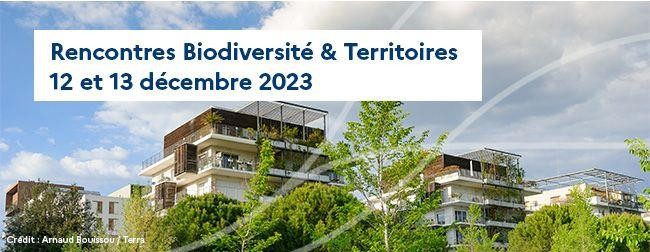 Rencontres Biodiversité & Territoires
12 et 13 décembre 2023
Crédit : Arnaud Bouissou / Terra